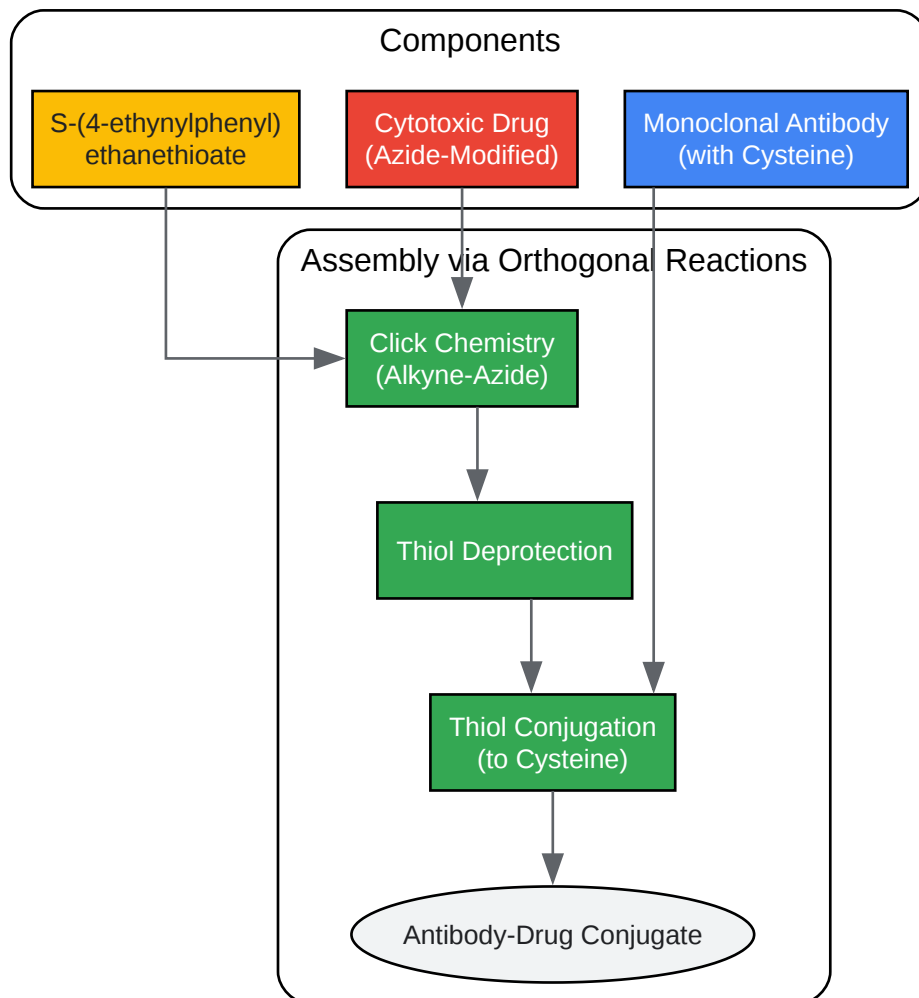 Components
S-(4-ethynylphenyl)
ethanethioate
Cytotoxic Drug
(Azide-Modified)
Monoclonal Antibody
(with Cysteine)
Assembly via Orthogonal Reactions
Click Chemistry
(Alkyne-Azide)
Thiol Deprotection
Thiol Conjugation
(to Cysteine)
Antibody-Drug Conjugate